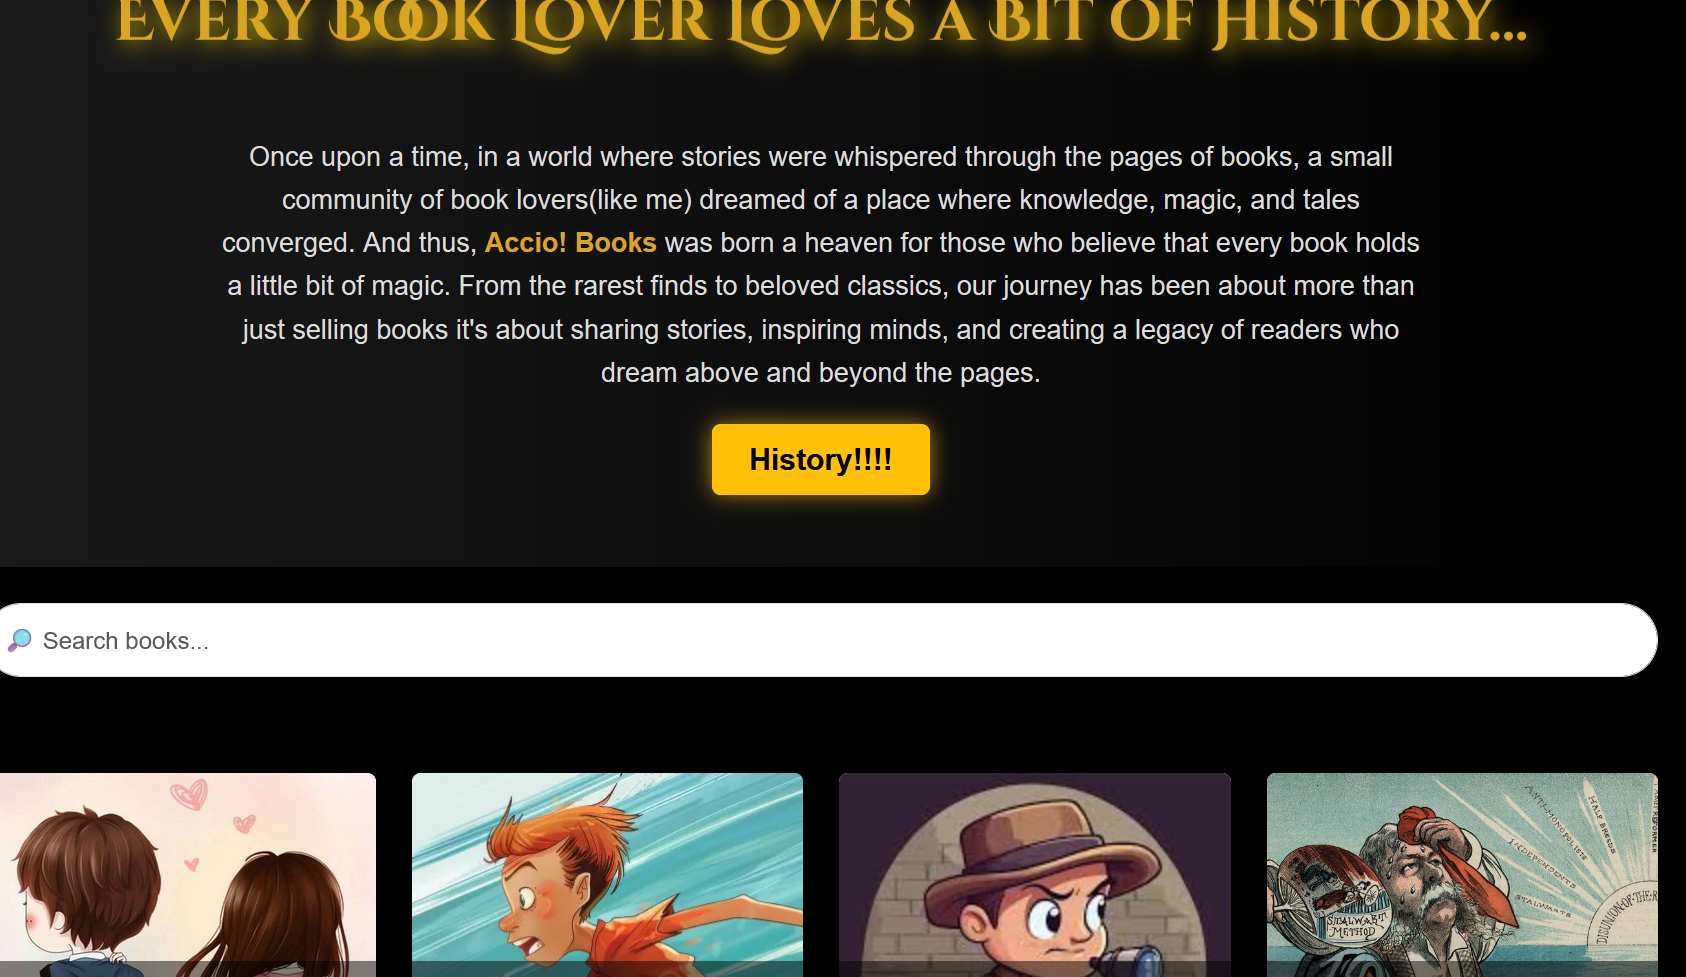 EVERY BOOK LOVER LOVES A BIT OF HISTORY...
Once upon a time, in a world where stories were whispered through the pages of books, a small
community of book lovers(like me) dreamed of a place where knowledge, magic, and tales
converged. And thus, Accio! Books was born a heaven for those who believe that every book holds
a little bit of magic. From the rarest finds to beloved classics, our journey has been about more than
just selling books it's about sharing stories, inspiring minds, and creating a legacy of readers who
dream above and beyond the pages.
History!!!!
🔎 Search books...
ANTI-MONOPOLISTS
HALF BREEDS
INDEPENDENTS
STALWARTS
STALWART
METHOD
DISUNION-OF-THE-R